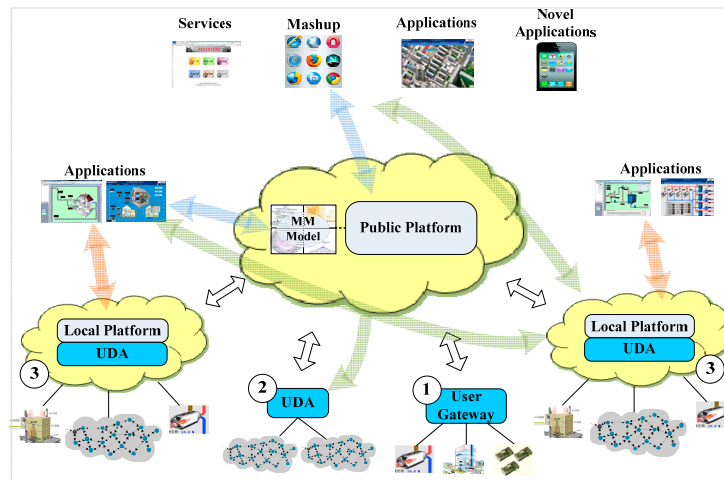 Services
Mashup
Applications
Novel
Applications
Applications
Applications
MM
Model
Public Platform
Local Platform
UDA
3
2
UDA
1
User
Gateway
Local Platform
UDA
3